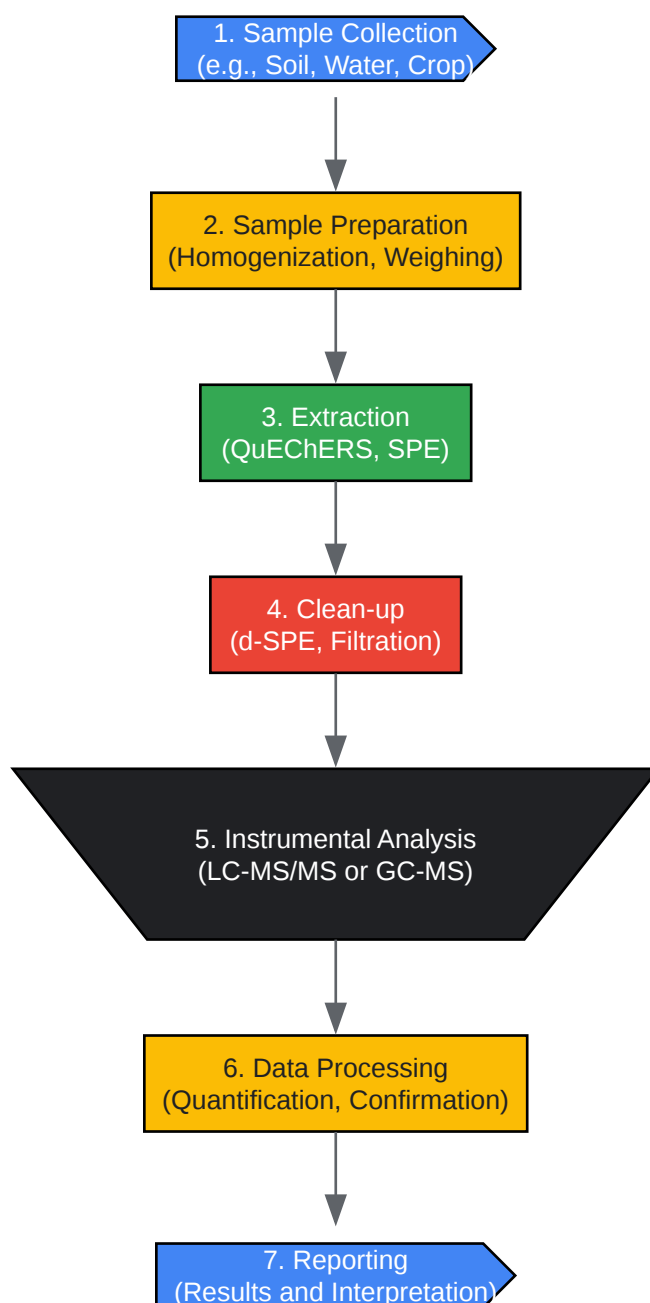 1. Sample Collection
(e.g., Soil, Water, Crop)
2. Sample Preparation
(Homogenization, Weighing)
3. Extraction
(QuEChERS, SPE)
4. Clean-up
(d-SPE, Filtration)
5. Instrumental Analysis
(LC-MS/MS or GC-MS)
6. Data Processing
(Quantification, Confirmation)
7. Reporting
(Results and Interpretation)